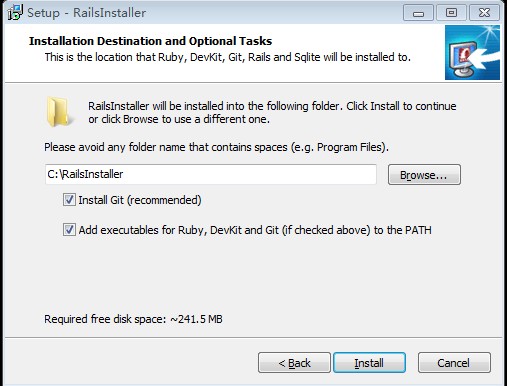 Setup - RailsInstaller
Installation Destination and Optional Tasks
This is the location that Ruby, DevKit, Git, Rails and Sqlite will be installed to.
RailsInstaller will be installed into the following folder. Click Install to continue
or click Browse to use a different one.
Please avoid any folder name that contains spaces (e.g. Program Files).
C:\RailsInstaller
Browse...
Install Git (recommended)
Add executables for Ruby, DevKit and Git (if checked above) to the PATH
Required free disk space: ~241.5 MB
< Back
Install
Cancel